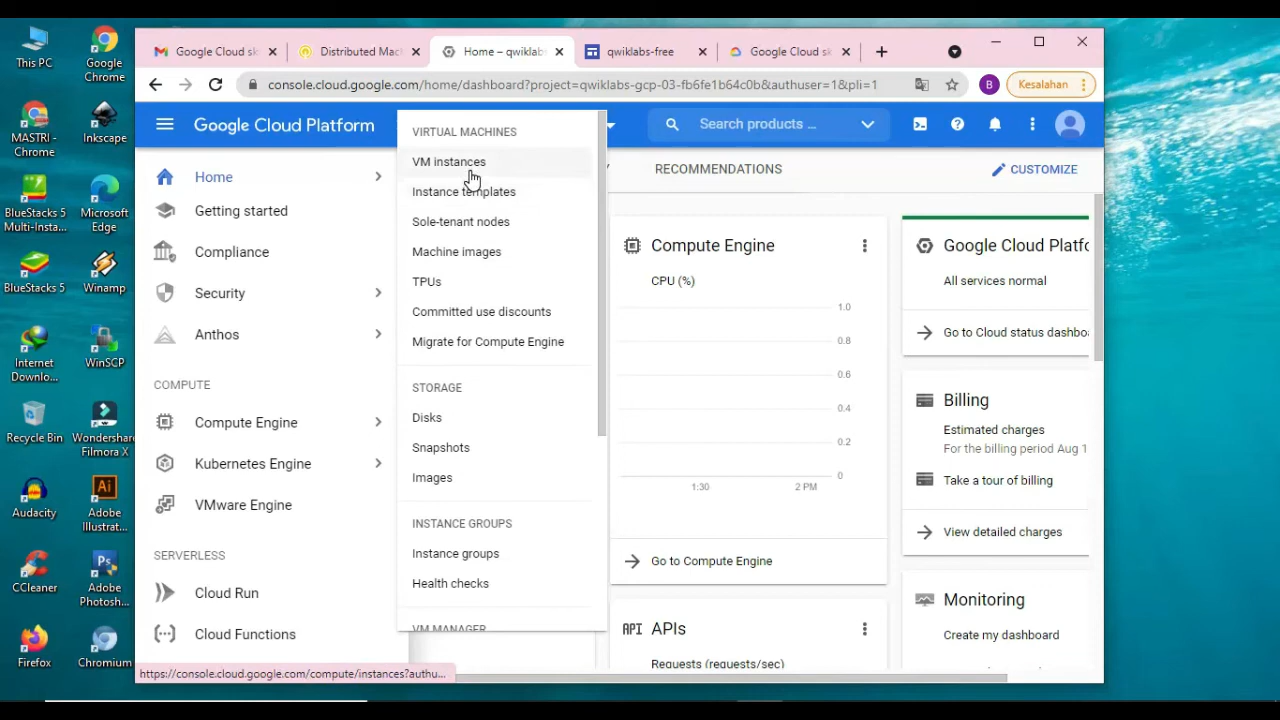 This PC
Google
Chrome
MASTRI -
Chrome
Inkscape
BlueStacks 5
Multi-Insta...
Microsoft
Edge
BlueStacks 5
Winamp
Internet
Downlo...
WinSCP
Recycle Bin
Wondershare
Filmora X
Audacity
Adobe
Illustrat...
CCleaner
Adobe
Photosh...
Firefox
Chromium
Google Cloud sk
Distributed Mac
Home – qwiklab
qwiklabs-free
Google Cloud sk
console.cloud.google.com/home/dashboard?project=qwiklabs-gcp-03-fb6fe1b64c0b&authuser=1&pli=1
B
Kesalahan
Google Cloud Platform
Search products ...
Home
Getting started
Compliance
Security
Anthos
COMPUTE
Compute Engine
Kubernetes Engine
VMware Engine
SERVERLESS
Cloud Run
Cloud Functions
VIRTUAL MACHINES
VM instances
Instance templates
Sole-tenant nodes
Machine images
TPUs
Committed use discounts
Migrate for Compute Engine
STORAGE
Disks
Snapshots
Images
INSTANCE GROUPS
Instance groups
Health checks
VM MANAGER
RECOMMENDATIONS
CUSTOMIZE
Compute Engine
CPU (%)
1.0
0.8
0.6
0.4
0.2
0
1:30
2 PM
Go to Compute Engine
API
APIs
Requests (requests/sec)
Google Cloud Platfo
All services normal
Go to Cloud status dashboa
Billing
Estimated charges
For the billing period Aug 1
Take a tour of billing
View detailed charges
Monitoring
Create my dashboard
https://console.cloud.google.com/compute/instances?authu...